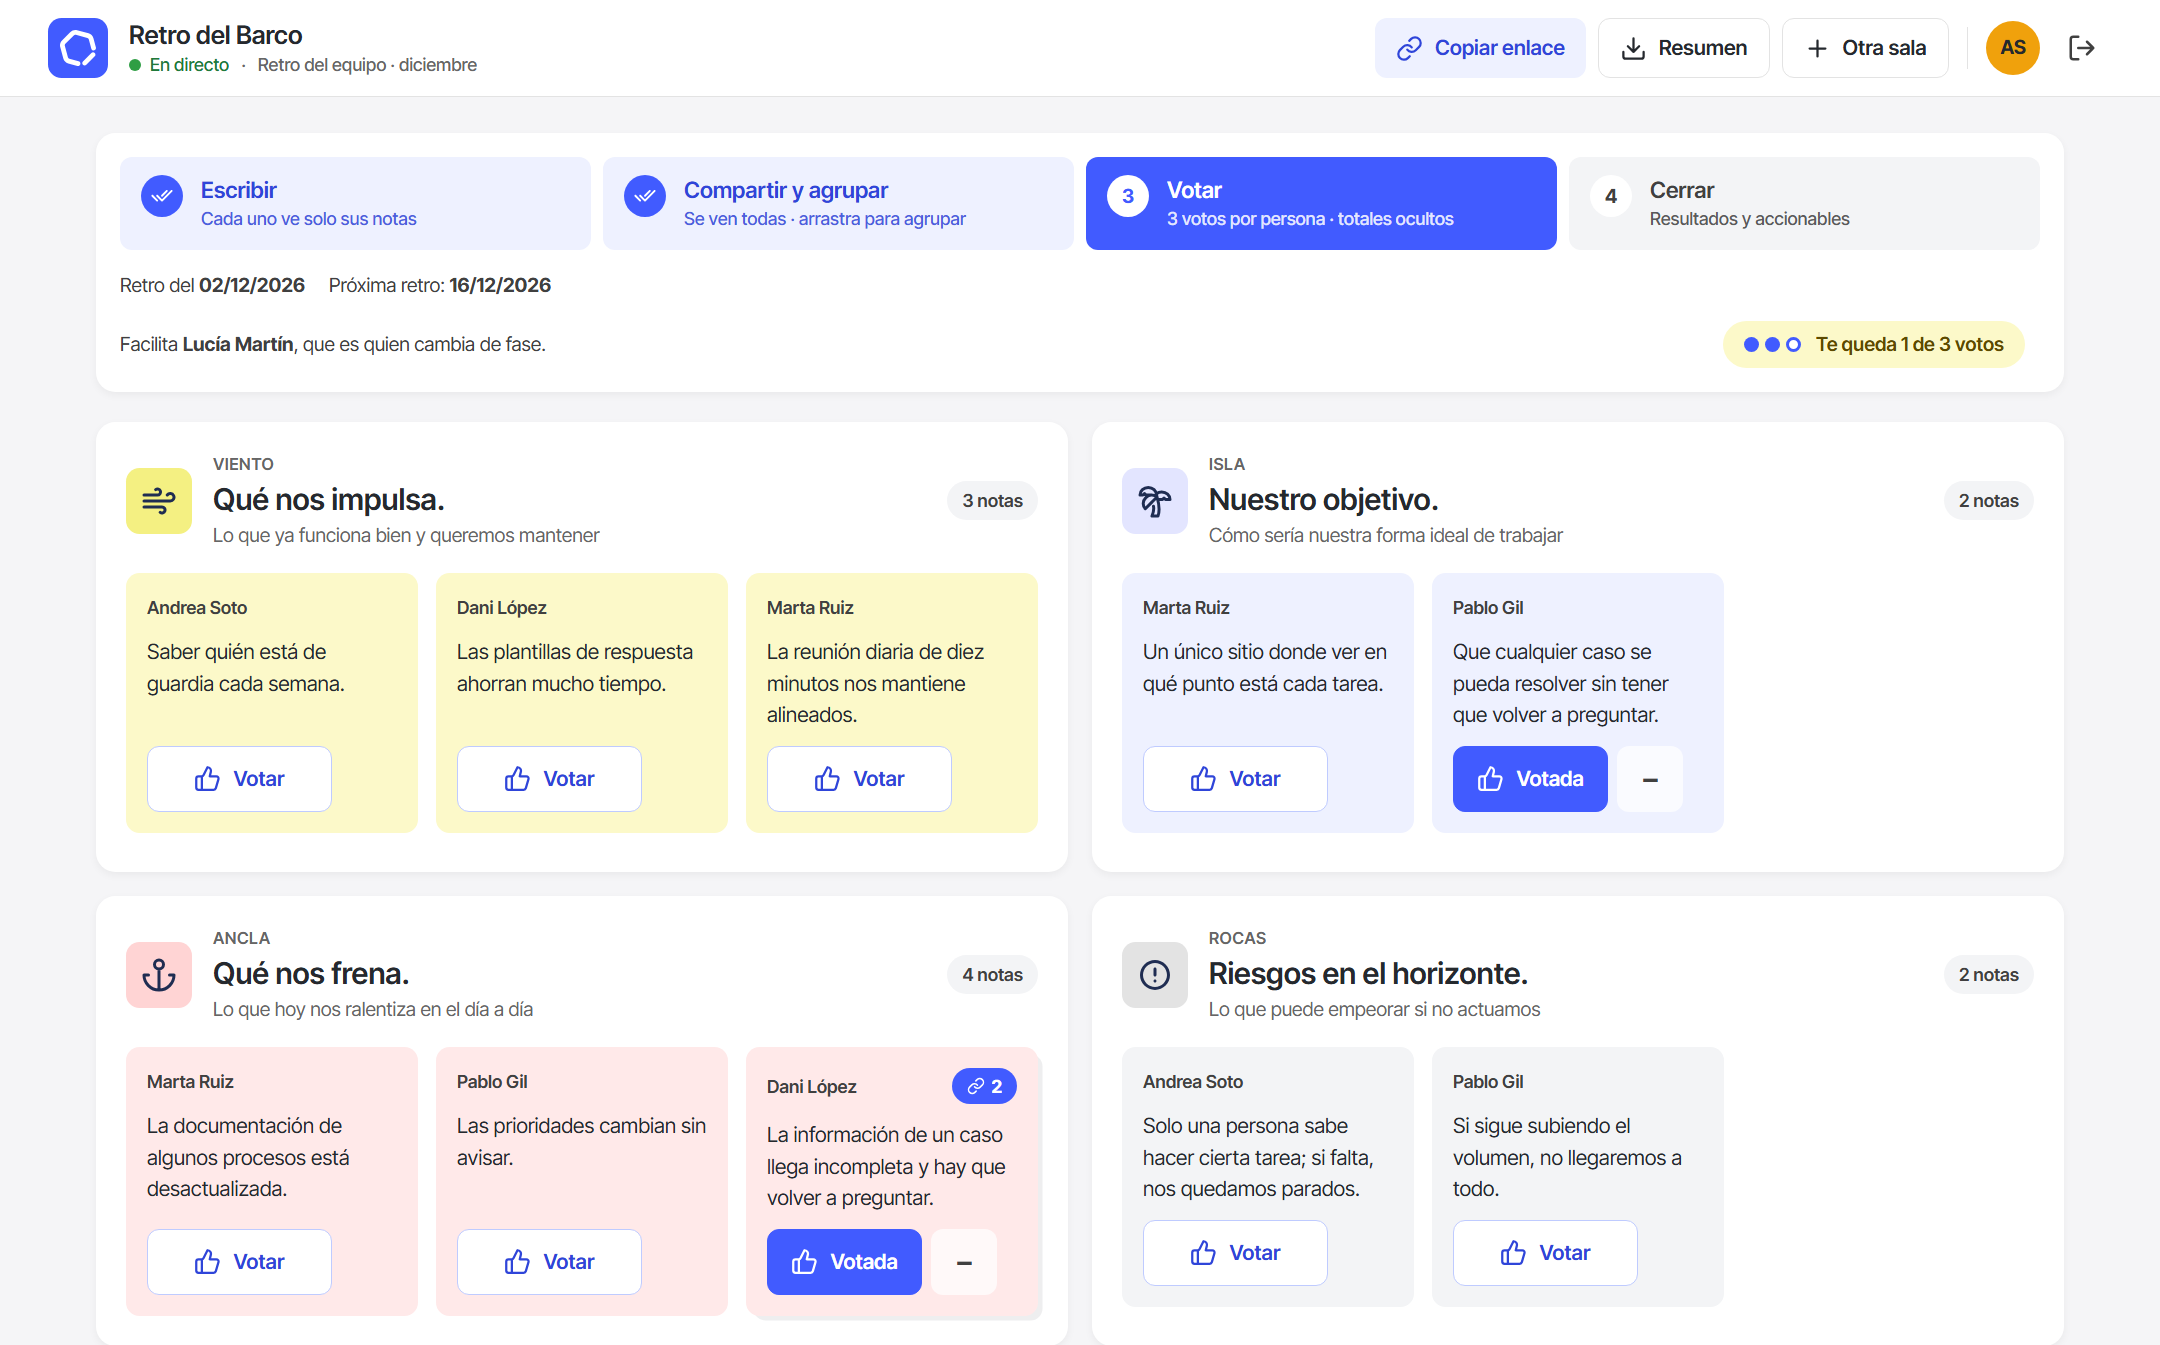 Retro del Barco
En directo · Retro del equipo · diciembre
Copiar enlace
Resumen
Otra sala
AS
Escribir
Cada uno ve solo sus notas
Compartir y agrupar
Se ven todas · arrastra para agrupar
3
Votar
3 votos por persona · totales ocultos
4
Cerrar
Resultados y accionables
Retro del 02/12/2026 Próxima retro: 16/12/2026
Facilita Lucía Martín, que es quien cambia de fase.
Te queda 1 de 3 votos
VIENTO
Qué nos impulsa.
Lo que ya funciona bien y queremos mantener
3 notas
Andrea Soto
Saber quién está de
guardia cada semana.
Votar
Dani López
Las plantillas de respuesta
ahorran mucho tiempo.
Votar
Marta Ruiz
La reunión diaria de diez
minutos nos mantiene
alineados.
Votar
ISLA
Nuestro objetivo.
Cómo sería nuestra forma ideal de trabajar
2 notas
Marta Ruiz
Un único sitio donde ver en
qué punto está cada tarea.
Votar
Pablo Gil
Que cualquier caso se
pueda resolver sin tener
que volver a preguntar.
Votada
–
ANCLA
Qué nos frena.
Lo que hoy nos ralentiza en el día a día
4 notas
Marta Ruiz
La documentación de
algunos procesos está
desactualizada.
Votar
Pablo Gil
Las prioridades cambian sin
avisar.
Votar
Dani López
2
La información de un caso
llega incompleta y hay que
volver a preguntar.
Votada
–
ROCAS
Riesgos en el horizonte.
Lo que puede empeorar si no actuamos
2 notas
Andrea Soto
Solo una persona sabe
hacer cierta tarea; si falta,
nos quedamos parados.
Votar
Pablo Gil
Si sigue subiendo el
volumen, no llegaremos a
todo.
Votar